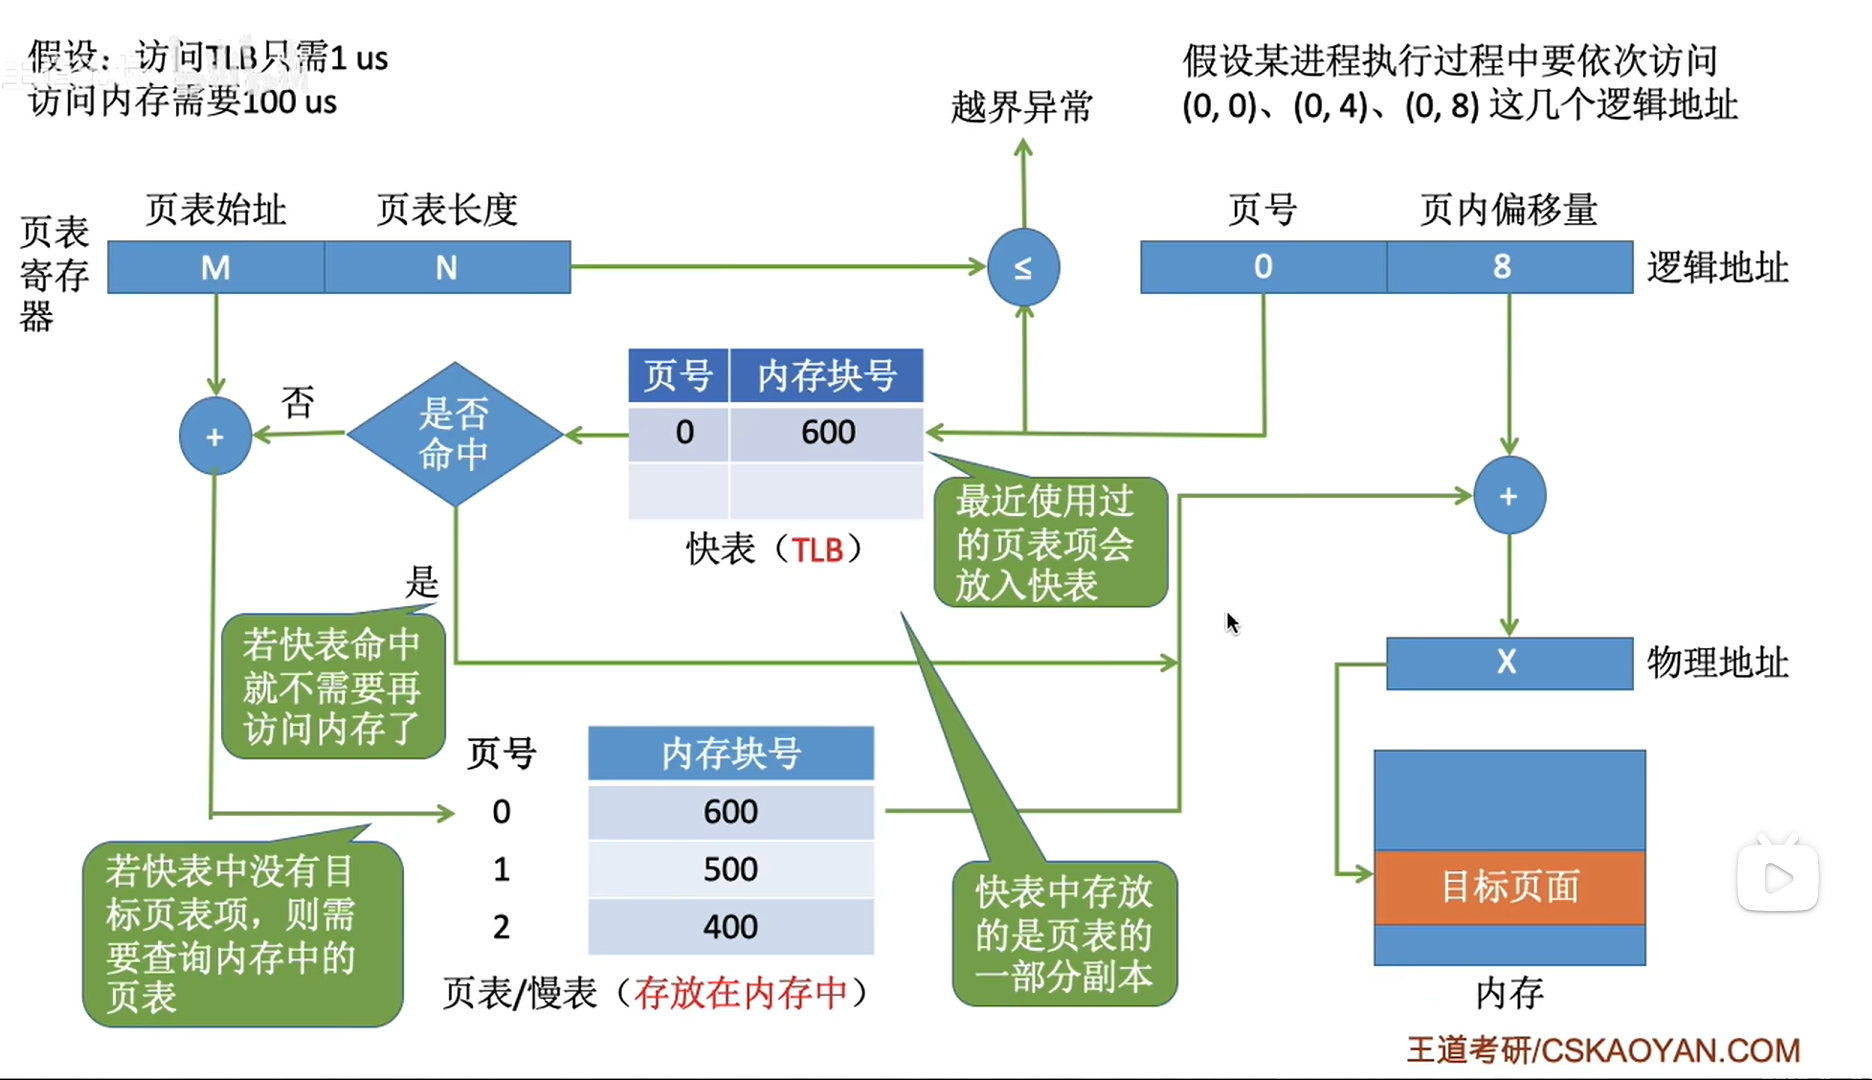 假设：访问TLB只需1 us
访问内存需要100 us
假设某进程执行过程中要依次访问
(0, 0)、(0, 4)、(0, 8) 这几个逻辑地址
越界异常
页表始址
页表长度
页号
页内偏移量
页表
寄存
器
M
N
≤
0
8
逻辑地址
页号
内存块号
0
600
快表（TLB）
是否
命中
否
是
+
+
最近使用过
的页表项会
放入快表
若快表命中
就不需要再
访问内存了
X
物理地址
页号
内存块号
0
600
1
500
2
400
页表/慢表（存放在内存中）
若快表中没有目
标页表项，则需
要查询内存中的
页表
快表中存放
的是页表的
一部分副本
目标页面
内存
王道考研/CSKAOYAN.COM